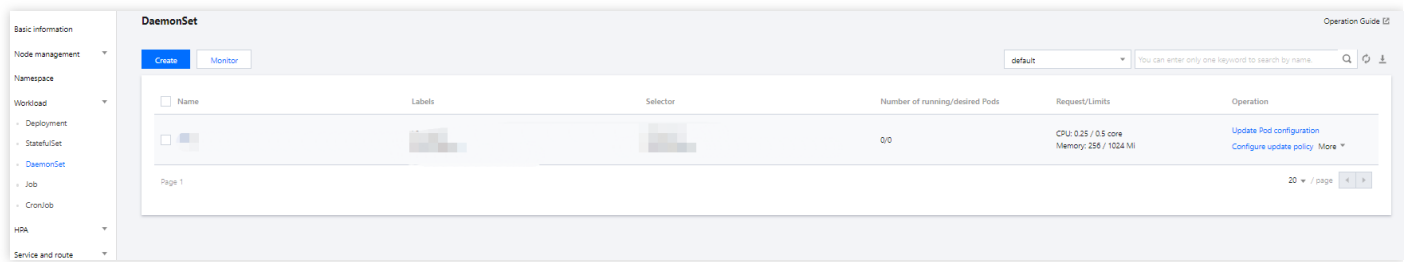 Basic information
Node management
Namespace
Workload
Deployment
StatefulSet
DaemonSet
Job
CronJob
HPA
Service and route
DaemonSet
Operation Guide
Create
Monitor
default
You can enter only one keyword to search by name.
Name
Labels
Selector
Number of running/desired Pods
Request/Limits
Operation
0/0
CPU: 0.25 / 0.5 core
Memory: 256 / 1024 Mi
Update Pod configuration
Configure update policy More
Page 1
20 / page